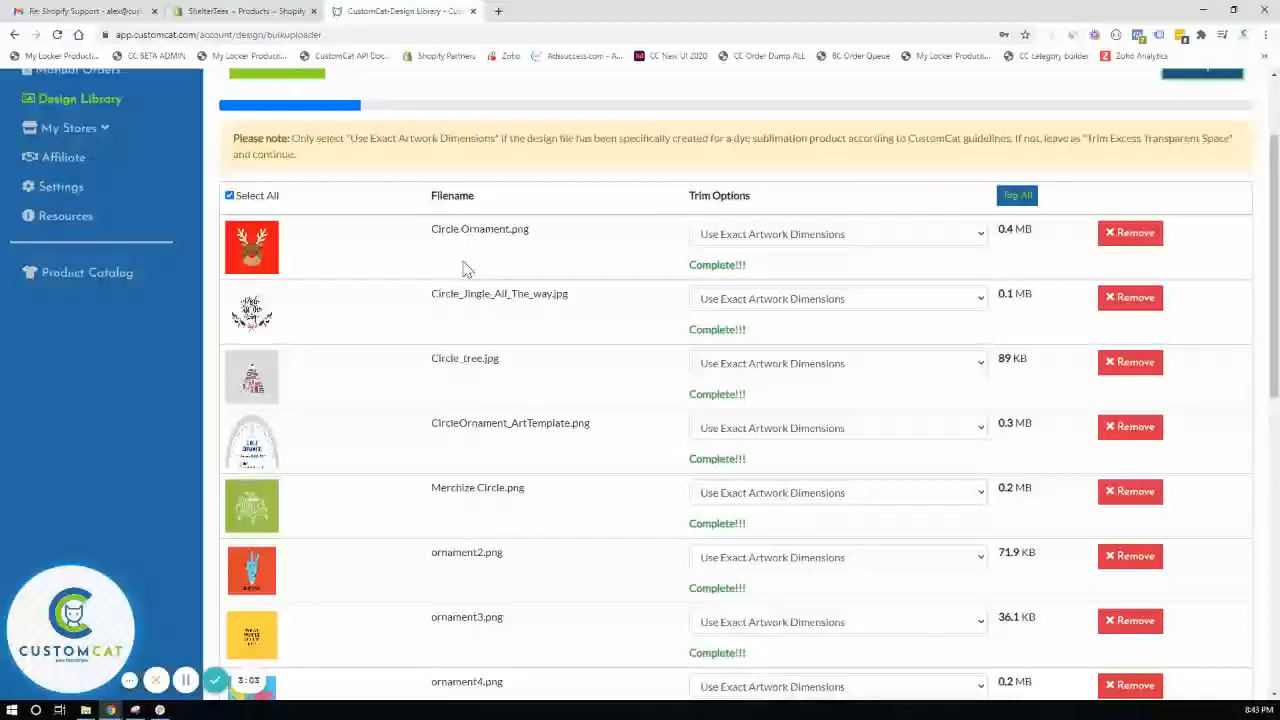 Re: Shopify Support - alex@cust
ShelterTees ~ Products ~ Shopify
CustomCat-Design Library - Custo
app.customcat.com/account/design/bulkuploader
My Locker Producti...
CC BETA ADMIN
My Locker Producti...
CustomCat API Doc...
Shopify Partners
Zoho
Adsuccess.com – A...
CC New UI 2020
CC Order Dump ALL...
BC Order Queue
My Locker Producti...
CC category builder
Zoho Analytics
Manual Orders
Design Library
My Stores
Affiliate
Settings
Resources
Product Catalog
Please note: Only select "Use Exact Artwork Dimensions" if the design file has been specifically created for a dye sublimation product according to CustomCat guidelines. If not, leave as "Trim Excess Transparent Space"
and continue.
Select All
Filename
Trim Options
Tag All
Circle Ornament.png
Use Exact Artwork Dimensions
0.4 MB
Remove
Complete!!!
Circle_Jingle_All_The_way.jpg
Use Exact Artwork Dimensions
0.1 MB
Remove
Complete!!!
Circle_tree.jpg
Use Exact Artwork Dimensions
89 KB
Remove
Complete!!!
CircleOrnament_ArtTemplate.png
Use Exact Artwork Dimensions
0.3 MB
Remove
Complete!!!
Merchize Circle.png
Use Exact Artwork Dimensions
0.2 MB
Remove
Complete!!!
ornament2.png
Use Exact Artwork Dimensions
71.9 KB
Remove
Complete!!!
ornament3.png
Use Exact Artwork Dimensions
36.1 KB
Remove
Complete!!!
ornament4.png
Use Exact Artwork Dimensions
0.2 MB
Remove
CUSTOMCAT
3:03
8:43 PM